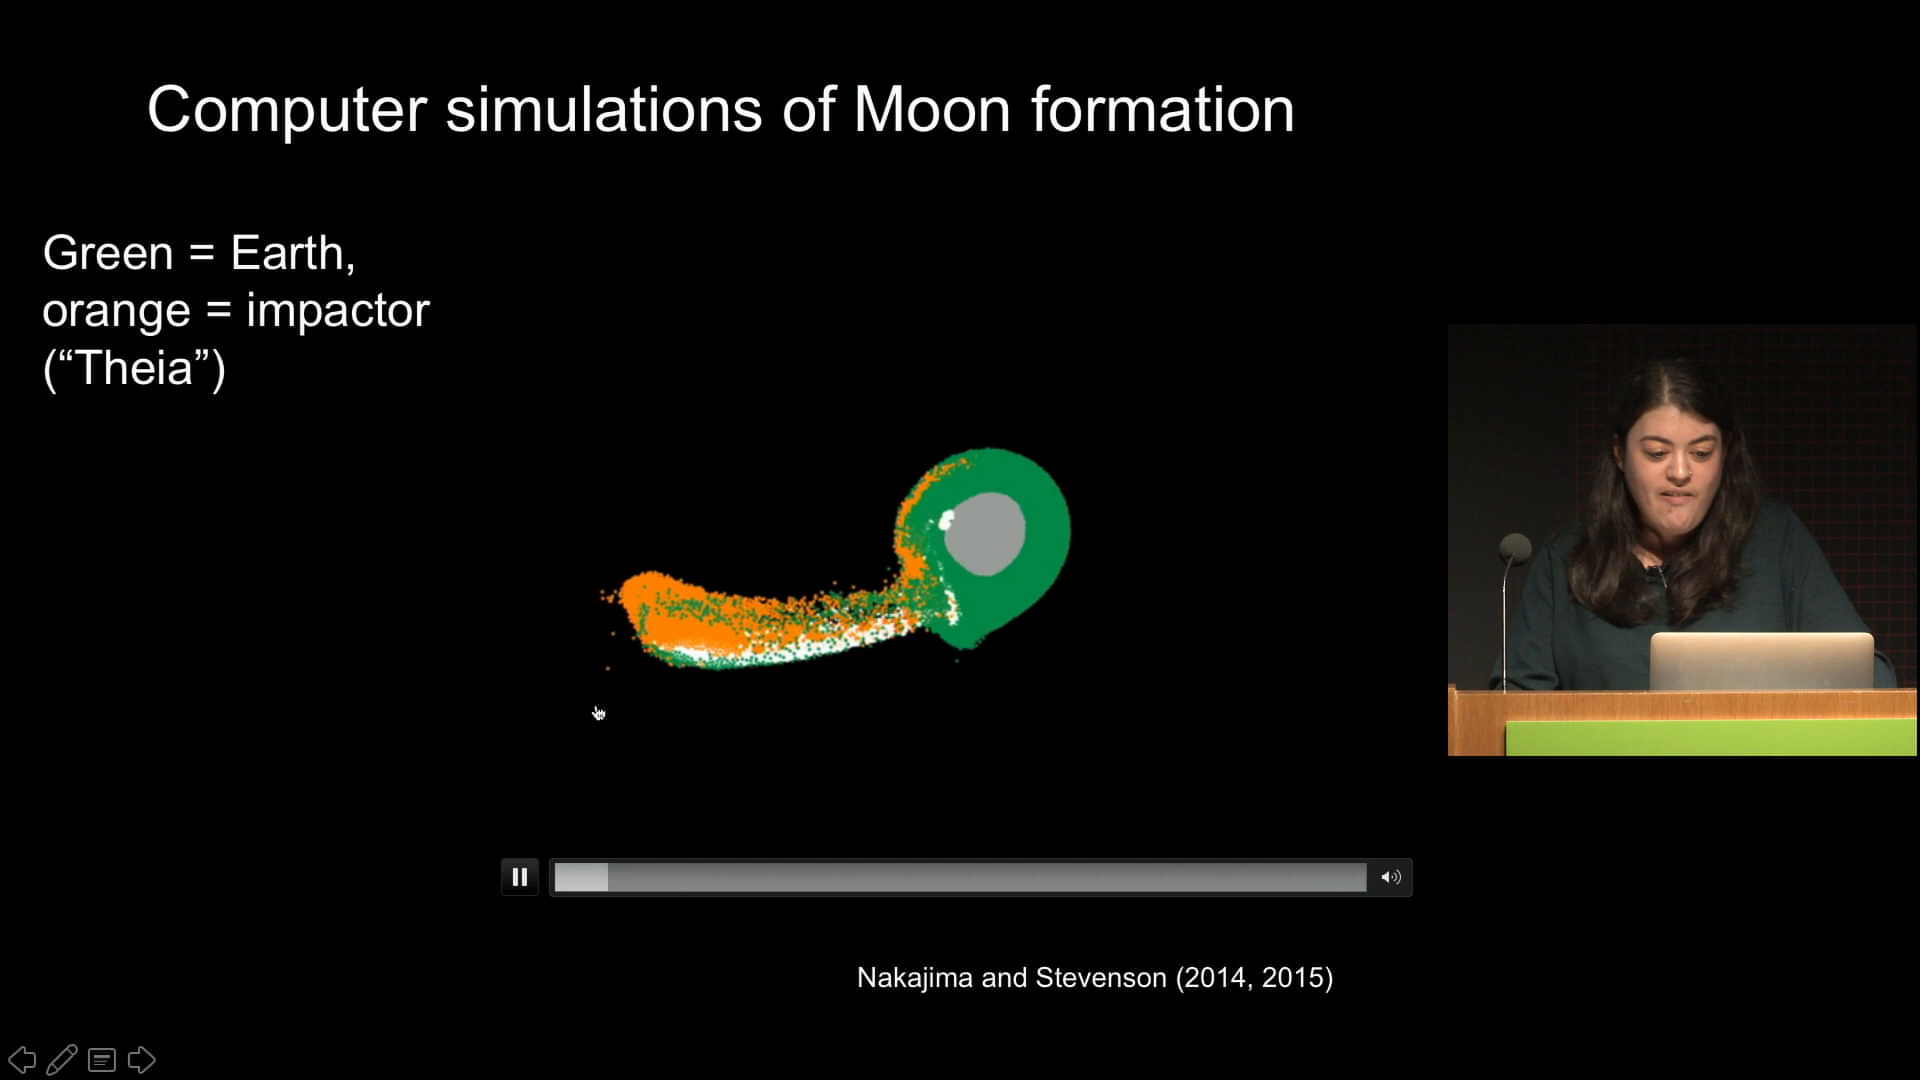 Computer simulations of Moon formation
Green = Earth,
orange = impactor
(“Theia”)
Nakajima and Stevenson (2014, 2015)